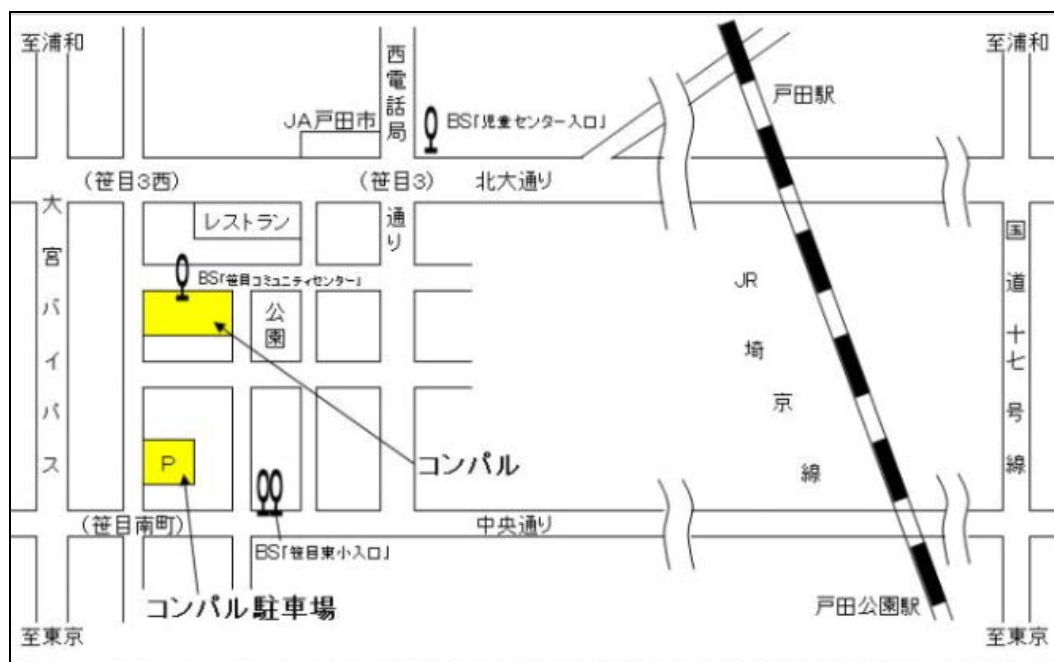 至浦和
至浦和
西電話局
通り
JA戸田市
BS「児童センター入口」
戸田駅
(笹目3西)
(笹目3)
北大通り
大宮バイパス
レストラン
国道十七号線
BS「笹目コミュニティセンター」
公園
JR埼京線
コンパル
P
(笹目南町)
中央通り
BS「笹目東小入口」
コンパル駐車場
戸田公園駅
至東京
至東京